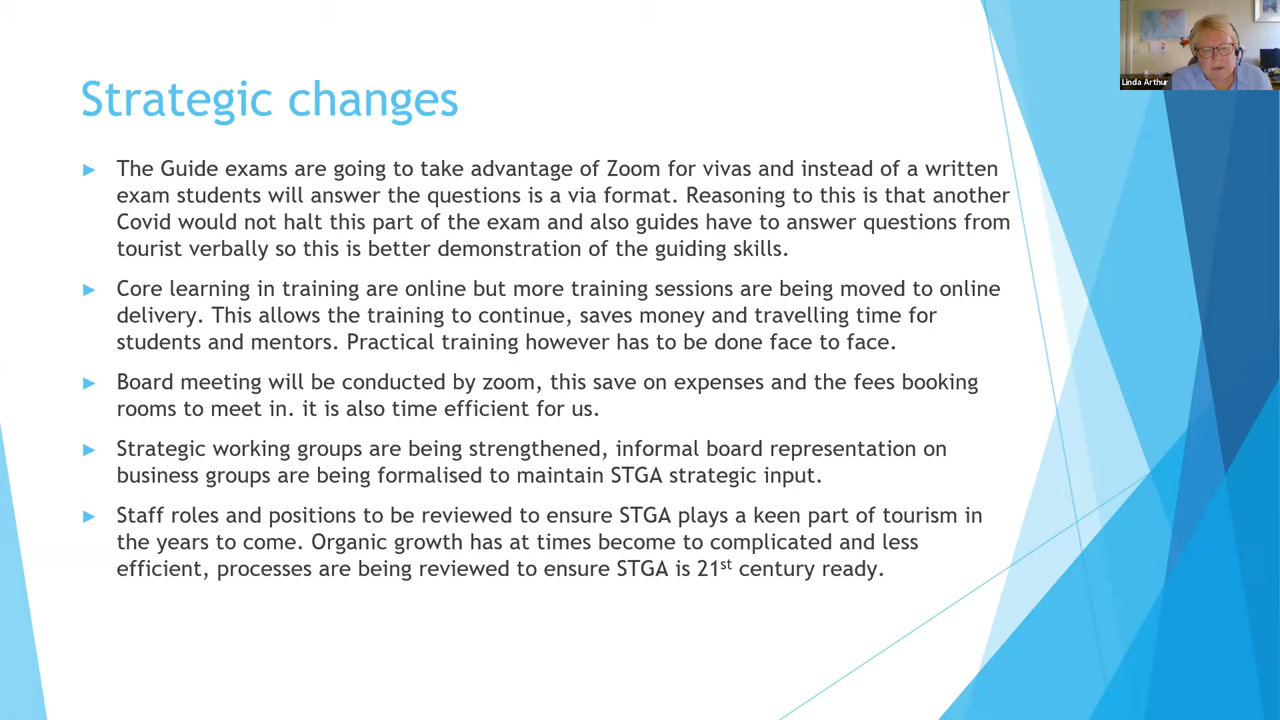 Strategic changes
The Guide exams are going to take advantage of Zoom for vivas and instead of a written
exam students will answer the questions is a via format. Reasoning to this is that another
Covid would not halt this part of the exam and also guides have to answer questions from
tourist verbally so this is better demonstration of the guiding skills.
Core learning in training are online but more training sessions are being moved to online
delivery. This allows the training to continue, saves money and travelling time for
students and mentors. Practical training however has to be done face to face.
Board meeting will be conducted by zoom, this save on expenses and the fees booking
rooms to meet in. it is also time efficient for us.
Strategic working groups are being strengthened, informal board representation on
business groups are being formalised to maintain STGA strategic input.
Staff roles and positions to be reviewed to ensure STGA plays a keen part of tourism in
the years to come. Organic growth has at times become to complicated and less
efficient, processes are being reviewed to ensure STGA is 21st century ready.
Linda Arthur